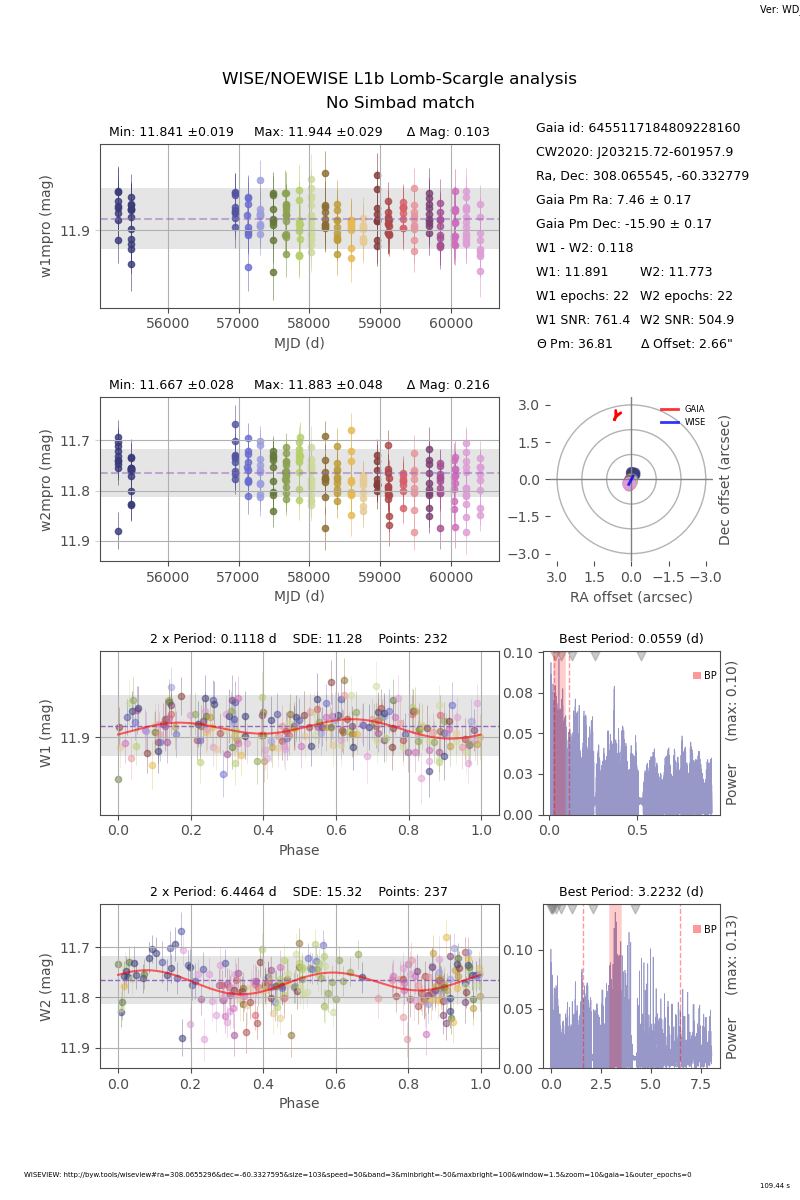 Ver: WD_
WISE/NOEWISE L1b Lomb-Scargle analysis
No Simbad match
Min: 11.841 ±0.019 Max: 11.944 ±0.029 Δ Mag: 0.103
w1mpro (mag)
11.9
56000 57000 58000 59000 60000
MJD (d)
Gaia id: 6455117184809228160
CW2020: J203215.72-601957.9
Ra, Dec: 308.065545, -60.332779
Gaia Pm Ra: 7.46 ± 0.17
Gaia Pm Dec: -15.90 ± 0.17
W1 - W2: 0.118
W1: 11.891 W2: 11.773
W1 epochs: 22 W2 epochs: 22
W1 SNR: 761.4 W2 SNR: 504.9
Θ Pm: 36.81 Δ Offset: 2.66"
Min: 11.667 ±0.028 Max: 11.883 ±0.048 Δ Mag: 0.216
w2mpro (mag)
11.7
11.8
11.9
56000 57000 58000 59000 60000
MJD (d)
GAIA
WISE
3.0
1.5
0.0
−1.5
−3.0
3.0 1.5 0.0 −1.5 −3.0
RA offset (arcsec)
Dec offset (arcsec)
2 x Period: 0.1118 d SDE: 11.28 Points: 232
W1 (mag)
11.9
0.0 0.2 0.4 0.6 0.8 1.0
Phase
Best Period: 0.0559 (d)
BP
0.10
0.08
0.05
0.03
0.00
0.0 0.5
Power (max: 0.10)
2 x Period: 6.4464 d SDE: 15.32 Points: 237
W2 (mag)
11.7
11.8
11.9
0.0 0.2 0.4 0.6 0.8 1.0
Phase
Best Period: 3.2232 (d)
BP
0.10
0.05
0.00
0.0 2.5 5.0 7.5
Power (max: 0.13)
WISEVIEW: http://byw.tools/wiseview#ra=308.0655296&dec=-60.3327595&size=103&speed=50&band=3&minbright=-50&maxbright=100&window=1.5&zoom=10&gaia=1&outer_epochs=0
109.44 s